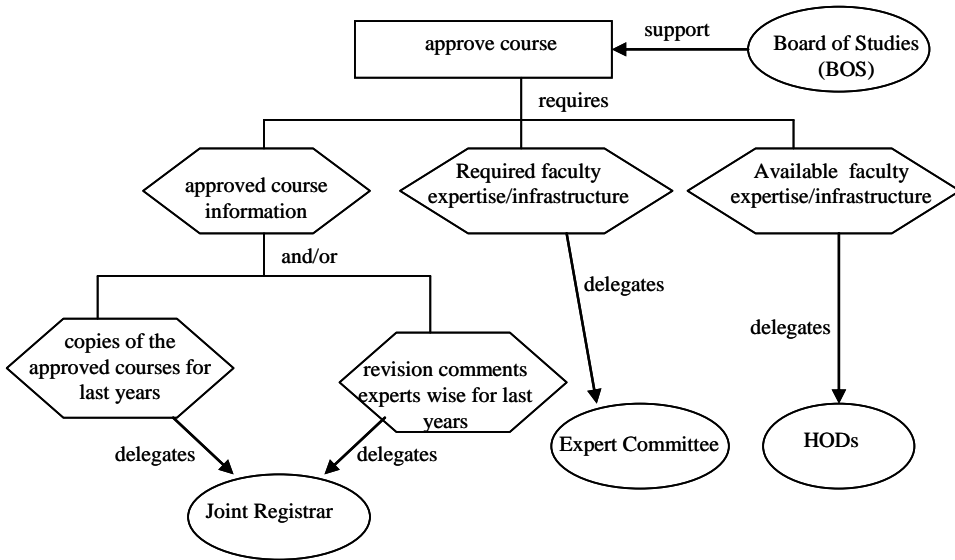 approve course
support
Board of Studies
(BOS)
requires
approved course
information
Required faculty
expertise/infrastructure
Available faculty
expertise/infrastructure
and/or
delegates
delegates
copies of the
approved courses for
last years
revision comments
experts wise for last
years
Expert Committee
HODs
delegates
delegates
Joint Registrar